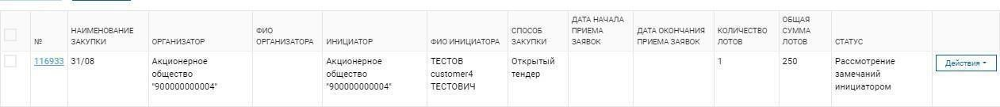 №
НАИМЕНОВАНИЕ
ЗАКУПКИ
ОРГАНИЗАТОР
ФИО
ОРГАНИЗАТОРА
ИНИЦИАТОР
ФИО ИНИЦИАТОРА
СПОСОБ
ЗАКУПКИ
ДАТА НАЧАЛА
ПРИЕМА
ЗАЯВОК
ДАТА ОКОНЧАНИЯ
ПРИЕМА ЗАЯВОК
КОЛИЧЕСТВО
ЛОТОВ
ОБЩАЯ
СУММА
ЛОТОВ
СТАТУС
116933
31/08
Акционерное
общество
"900000000004"
Акционерное
общество
"900000000004"
ТЕСТОВ
customer4
ТЕСТОВИЧ
Открытый
тендер
1
250
Рассмотрение
замечаний
инициатором
Действия